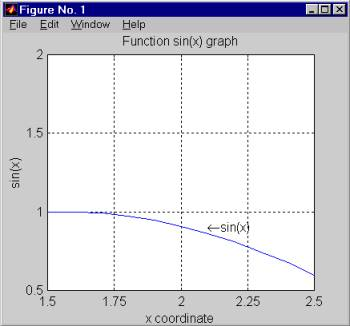 Figure No. 1
File Edit Window Help
Function sin(x) graph
2
1.5
sin(x)
1
←sin(x)
0.5
1.5 1.75 2 2.25 2.5
x coordinate